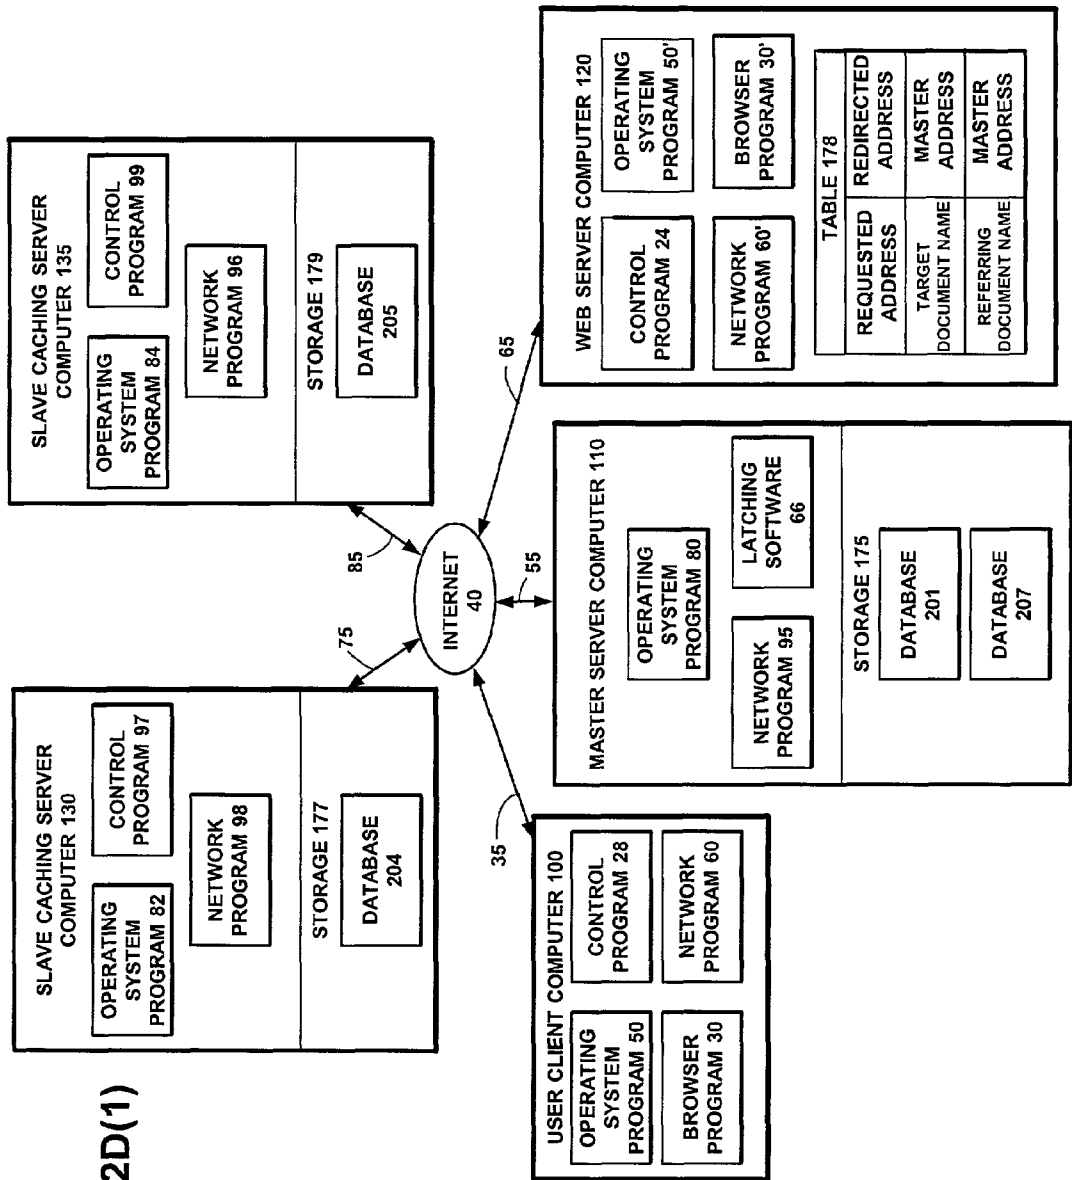 2D(1)
SLAVE CACHING SERVER
COMPUTER 130
OPERATING
SYSTEM
PROGRAM 82
CONTROL
PROGRAM 97
NETWORK
PROGRAM 98
STORAGE 177
DATABASE
204
SLAVE CACHING SERVER
COMPUTER 135
OPERATING
SYSTEM
PROGRAM 84
CONTROL
PROGRAM 99
NETWORK
PROGRAM 96
STORAGE 179
DATABASE
205
75
85
INTERNET
40
35
55
65
USER CLIENT COMPUTER 100
OPERATING
SYSTEM
PROGRAM 50
CONTROL
PROGRAM 28
BROWSER
PROGRAM 30
NETWORK
PROGRAM 60
MASTER SERVER COMPUTER 110
OPERATING
SYSTEM
PROGRAM 80
NETWORK
PROGRAM 95
LATCHING
SOFTWARE
66
STORAGE 175
DATABASE
201
DATABASE
207
WEB SERVER COMPUTER 120
CONTROL
PROGRAM 24
OPERATING
SYSTEM
PROGRAM 50'
NETWORK
PROGRAM 60'
BROWSER
PROGRAM 30'
TABLE 178
REQUESTED
ADDRESS
REDIRECTED
ADDRESS
TARGET
DOCUMENT NAME
MASTER
ADDRESS
REFERRING
DOCUMENT NAME
MASTER
ADDRESS